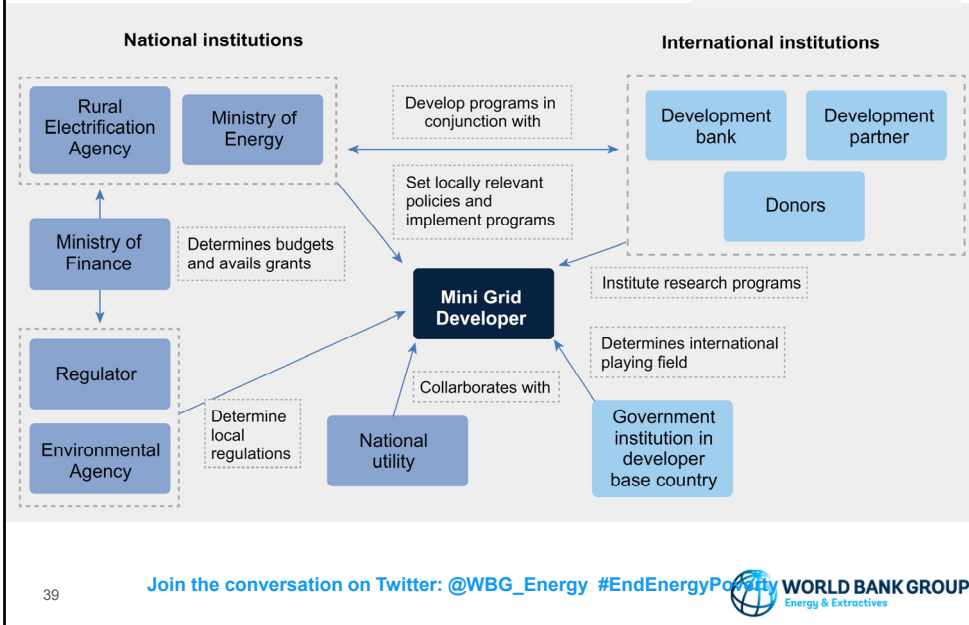 National institutions
International institutions
Rural
Electrification
Agency
Ministry of
Energy
Develop programs in
conjunction with
Development
bank
Development
partner
Donors
Set locally relevant
policies and
implement programs
Ministry of
Finance
Determines budgets
and avails grants
Mini Grid
Developer
Institute research programs
Regulator
Environmental
Agency
Determine
local
regulations
Collarborates with
National
utility
Determines international
playing field
Government
institution in
developer
base country
39
Join the conversation on Twitter: @WBG_Energy #EndEnergyPoverty
WORLD BANK GROUP
Energy & Extractives